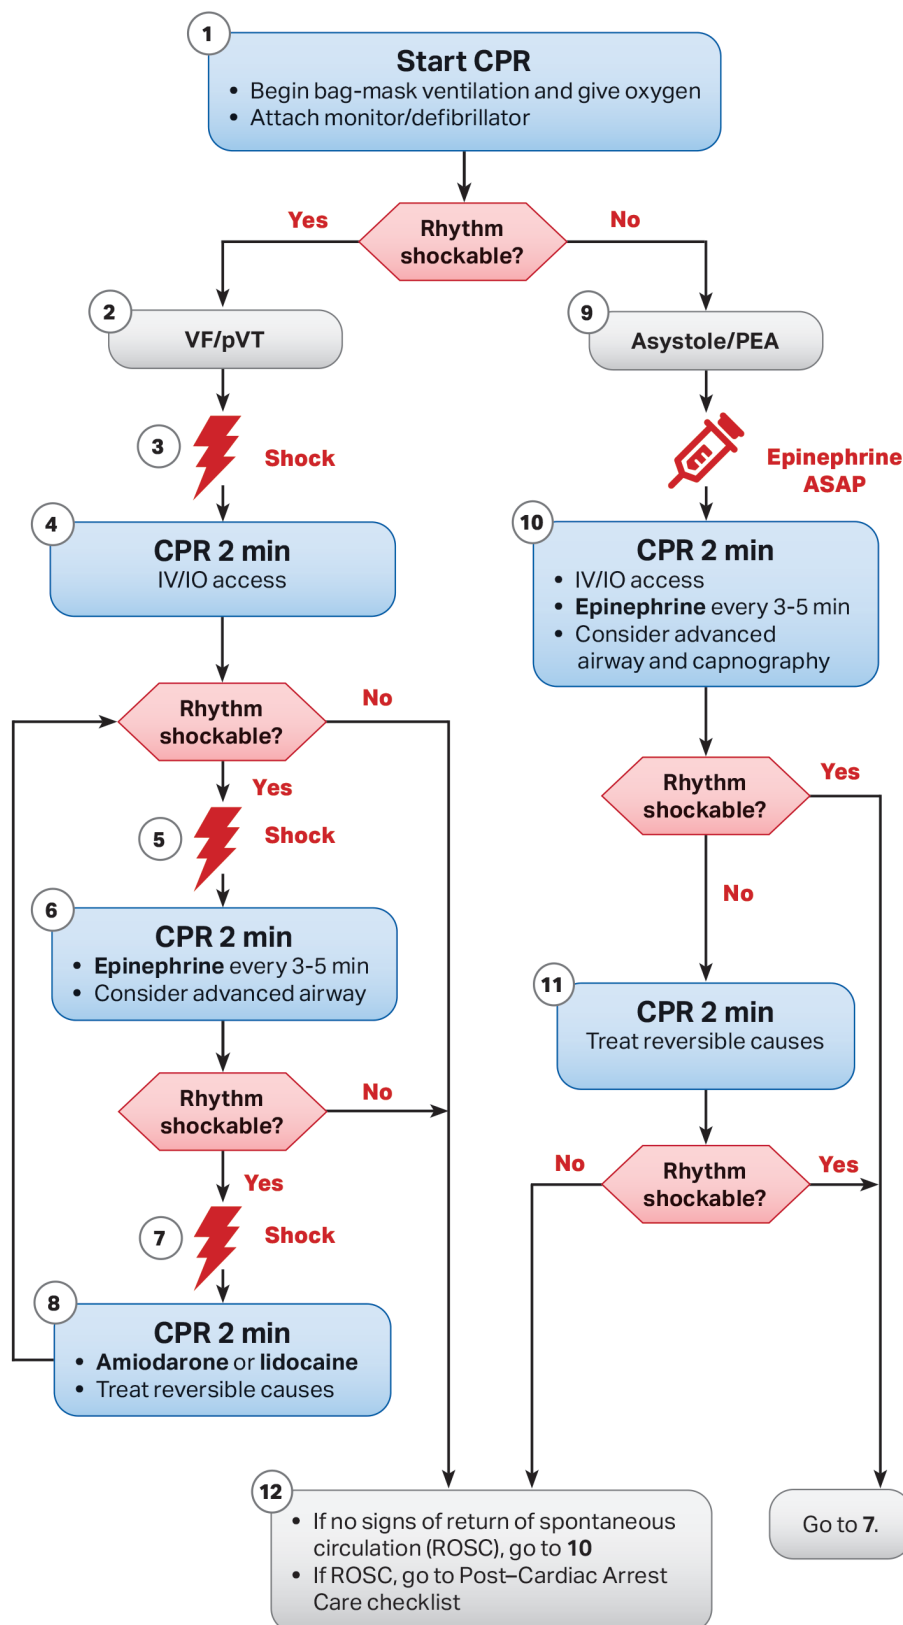 1
Start CPR
• Begin bag-mask ventilation and give oxygen
• Attach monitor/defibrillator
Rhythm
shockable?
Yes
No
2
VF/pVT
3
Shock
4
CPR 2 min
IV/IO access
Rhythm
shockable?
No
Yes
5
Shock
6
CPR 2 min
• Epinephrine every 3-5 min
• Consider advanced airway
Rhythm
shockable?
No
Yes
7
Shock
8
CPR 2 min
• Amiodarone or lidocaine
• Treat reversible causes
9
Asystole/PEA
Epinephrine
ASAP
10
CPR 2 min
• IV/IO access
• Epinephrine every 3-5 min
• Consider advanced
airway and capnography
Rhythm
shockable?
Yes
No
11
CPR 2 min
Treat reversible causes
Rhythm
shockable?
No
Yes
12
• If no signs of return of spontaneous
circulation (ROSC), go to 10
• If ROSC, go to Post–Cardiac Arrest
Care checklist
Go to 7.